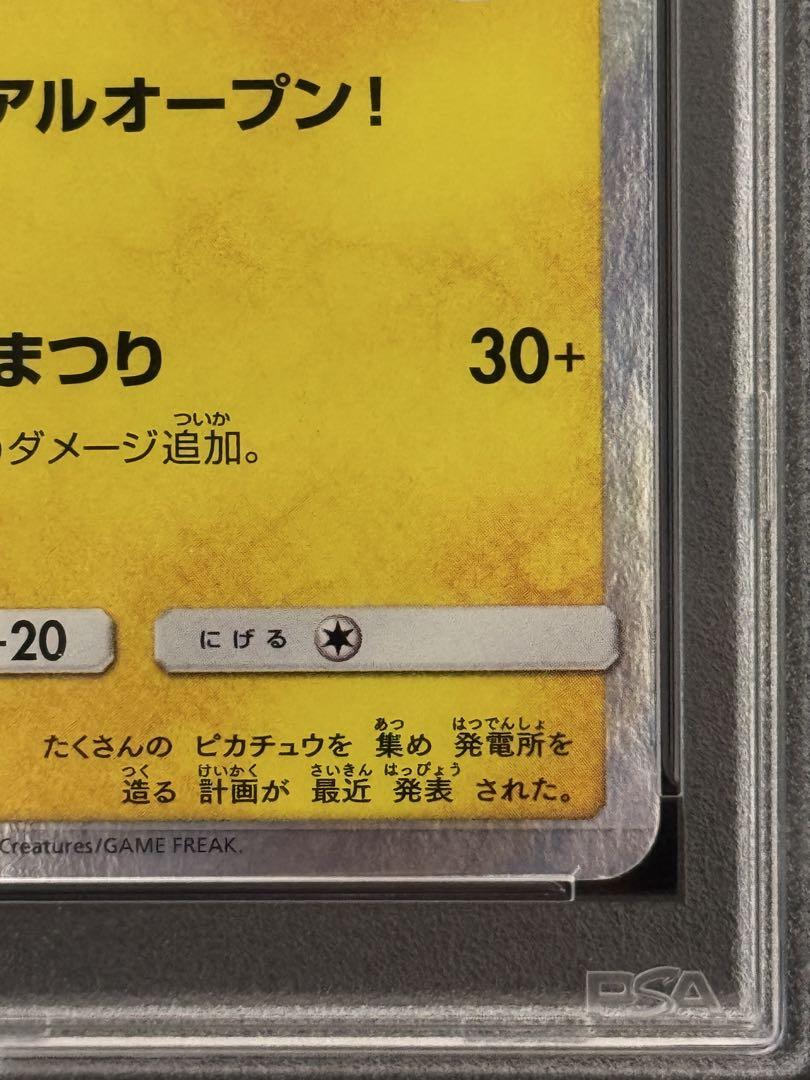 アルオープン！
まつり 30+
ついか
ダメージ追加。
-20 にげる
あつ はつでんしょ
たくさんの ピカチュウを 集め 発電所を
つく けいかく さいきん はっぴょう
造る 計画が 最近 発表 された。
Creatures/GAME FREAK.
PSA